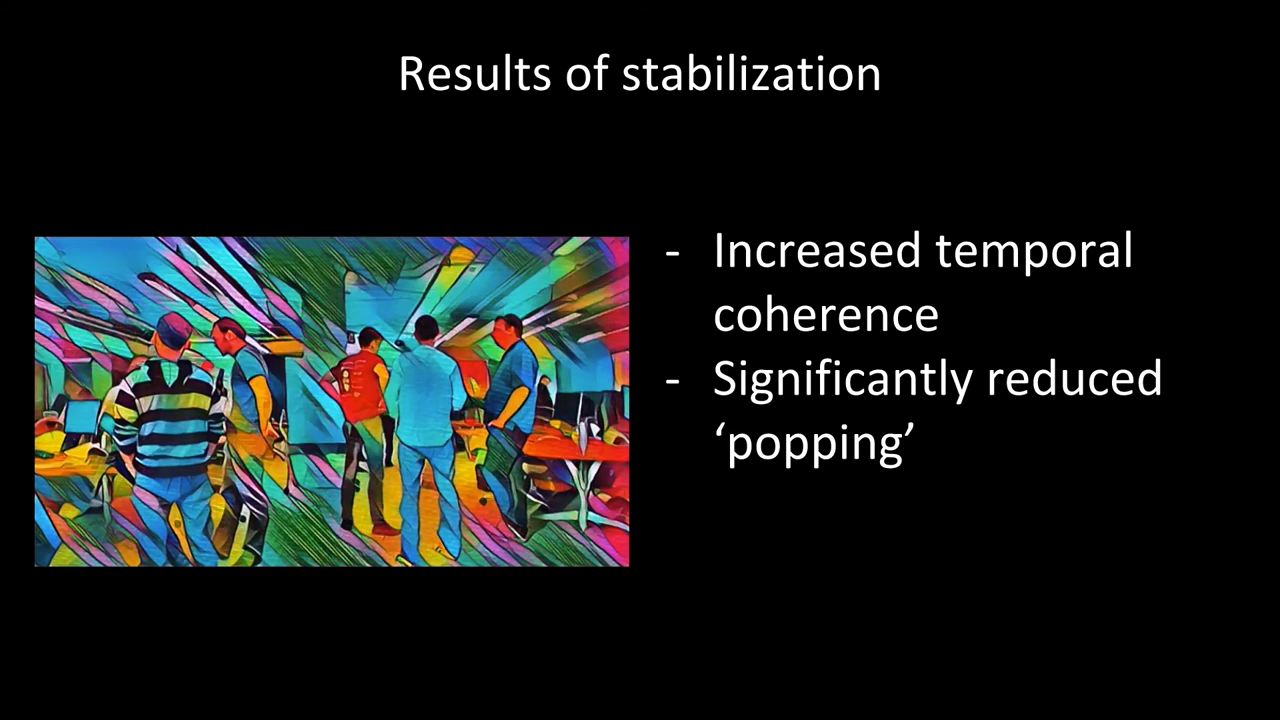 Results of stabilization
- Increased temporal
coherence
- Significantly reduced
‘popping’